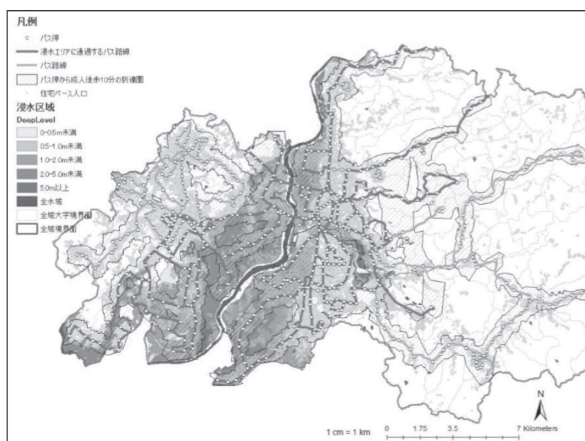 凡例
バス停
浸水エリアに通過するバス路線
バス路線
バス停から成人徒歩10分の到達圏
住宅ベース人口
浸水区域
DeepLevel
0~0.5m未満
0.5~1.0m未満
1.0~2.0m未満
2.0~5.0m未満
5.0m以上
全水域
全域大字境界面
全域境界面
N
1 cm = 1 km
0 1.75 3.5 7 Kilometers